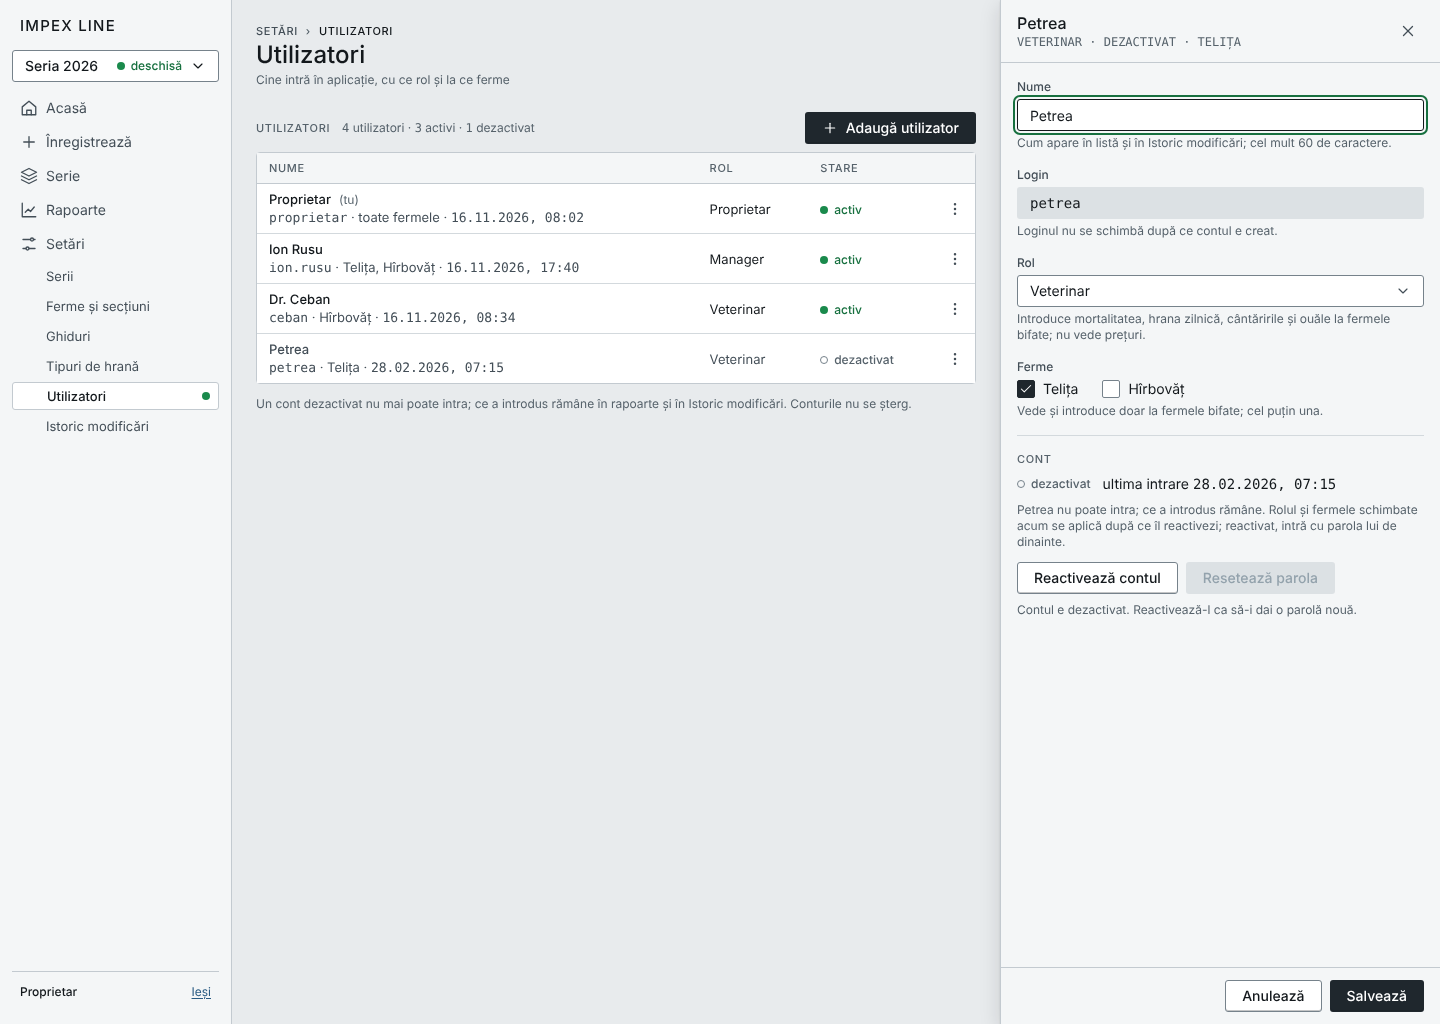 IMPEX LINE
Seria 2026 deschisă
Acasă
Înregistrează
Serie
Rapoarte
Setări
Serii
Ferme și secțiuni
Ghiduri
Tipuri de hrană
Utilizatori
Istoric modificări
Proprietar Ieși
SETĂRI › UTILIZATORI
Utilizatori
Cine intră în aplicație, cu ce rol și la ce ferme
UTILIZATORI 4 utilizatori · 3 activi · 1 dezactivat
Adaugă utilizator
NUME ROL STARE
Proprietar (tu)
proprietar · toate fermele · 16.11.2026, 08:02
Proprietar activ
Ion Rusu
ion.rusu · Telița, Hîrbovăț · 16.11.2026, 17:40
Manager activ
Dr. Ceban
ceban · Hîrbovăț · 16.11.2026, 08:34
Veterinar activ
Petrea
petrea · Telița · 28.02.2026, 07:15
Veterinar dezactivat
Un cont dezactivat nu mai poate intra; ce a introdus rămâne în rapoarte și în Istoric modificări. Conturile nu se șterg.
Petrea
VETERINAR · DEZACTIVAT · TELIȚA
Nume
Petrea
Cum apare în listă și în Istoric modificări; cel mult 60 de caractere.
Login
petrea
Loginul nu se schimbă după ce contul e creat.
Rol
Veterinar
Introduce mortalitatea, hrana zilnică, cântăririle și ouăle la fermele
bifate; nu vede prețuri.
Ferme
Telița Hîrbovăț
Vede și introduce doar la fermele bifate; cel puțin una.
CONT
dezactivat ultima intrare 28.02.2026, 07:15
Petrea nu poate intra; ce a introdus rămâne. Rolul și fermele schimbate
acum se aplică după ce îl reactivezi; reactivat, intră cu parola lui de
dinainte.
Reactivează contul Resetează parola
Contul e dezactivat. Reactivează-l ca să-i dai o parolă nouă.
Anulează Salvează